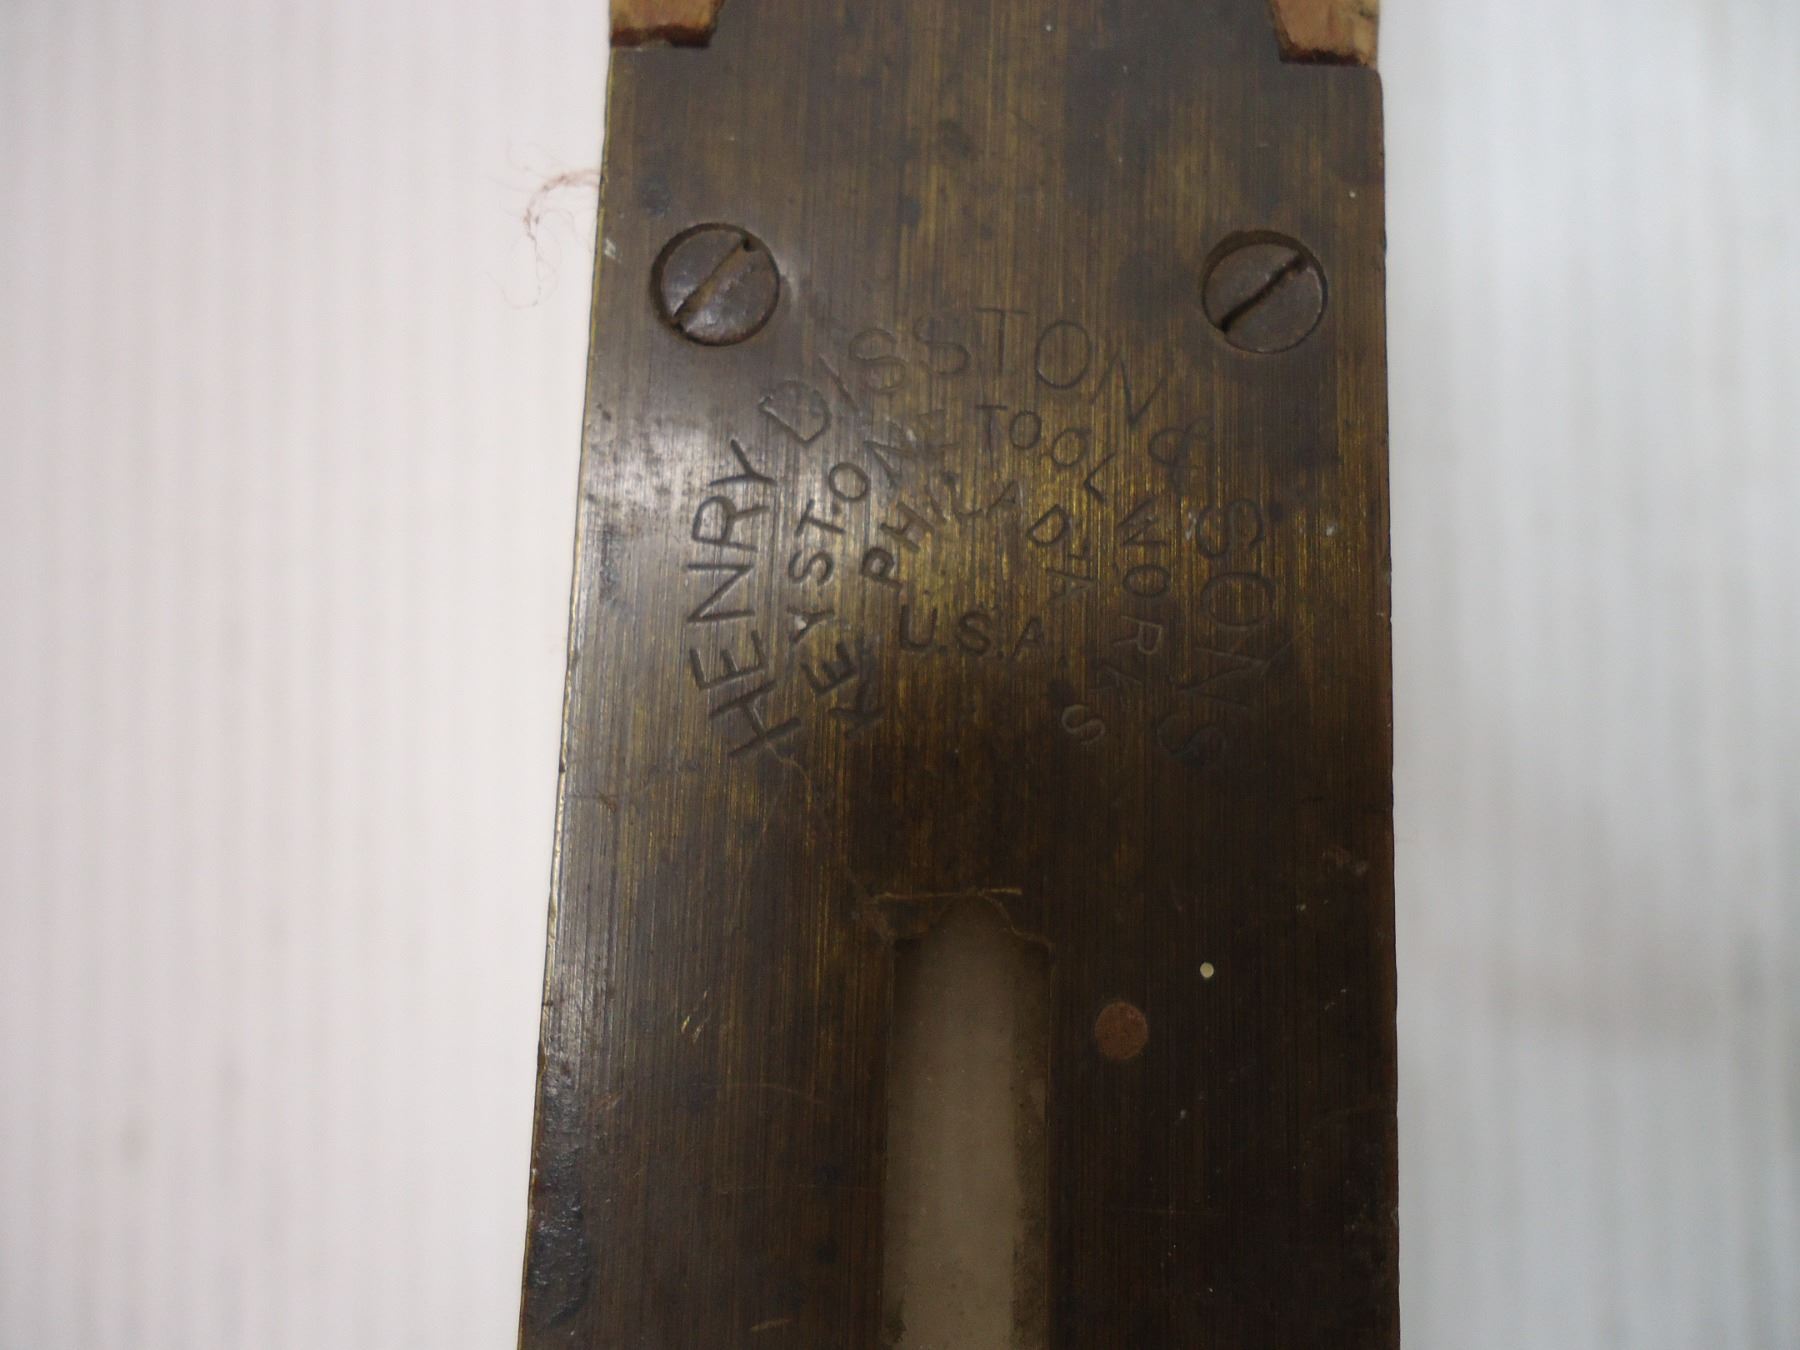 HENRY DISSTON & SONS
KEYSTONE TOOL WORKS
PHILADA
U.S.A.